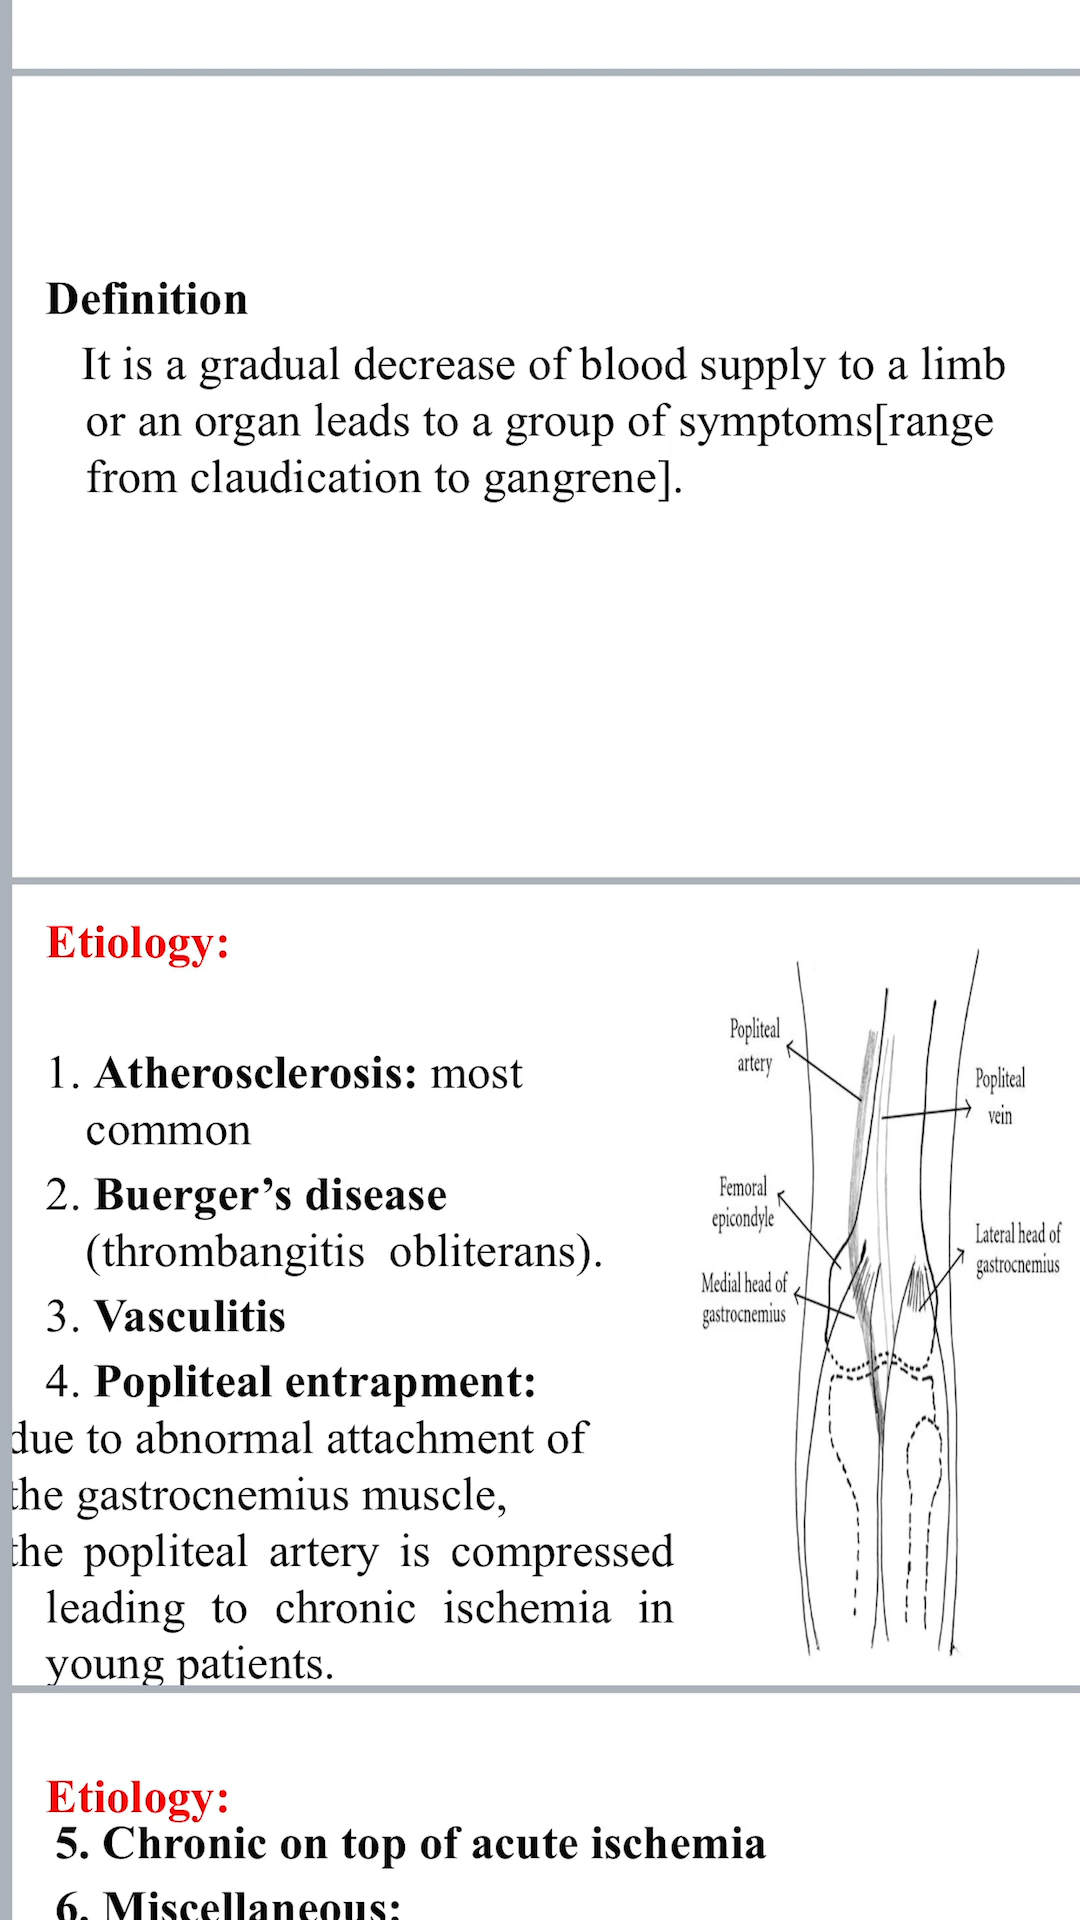 Definition
It is a gradual decrease of blood supply to a limb
or an organ leads to a group of symptoms[range
from claudication to gangrene].
Etiology:
1. Atherosclerosis: most
common
2. Buerger’s disease
(thrombangitis obliterans).
3. Vasculitis
4. Popliteal entrapment:
due to abnormal attachment of
the gastrocnemius muscle,
the popliteal artery is compressed
leading to chronic ischemia in
young patients.
Popliteal
artery
Popliteal
vein
Femoral
epicondyle
Lateral head of
gastrocnemius
Medial head of
gastrocnemius
Etiology:
5. Chronic on top of acute ischemia
6. Miscellaneous: